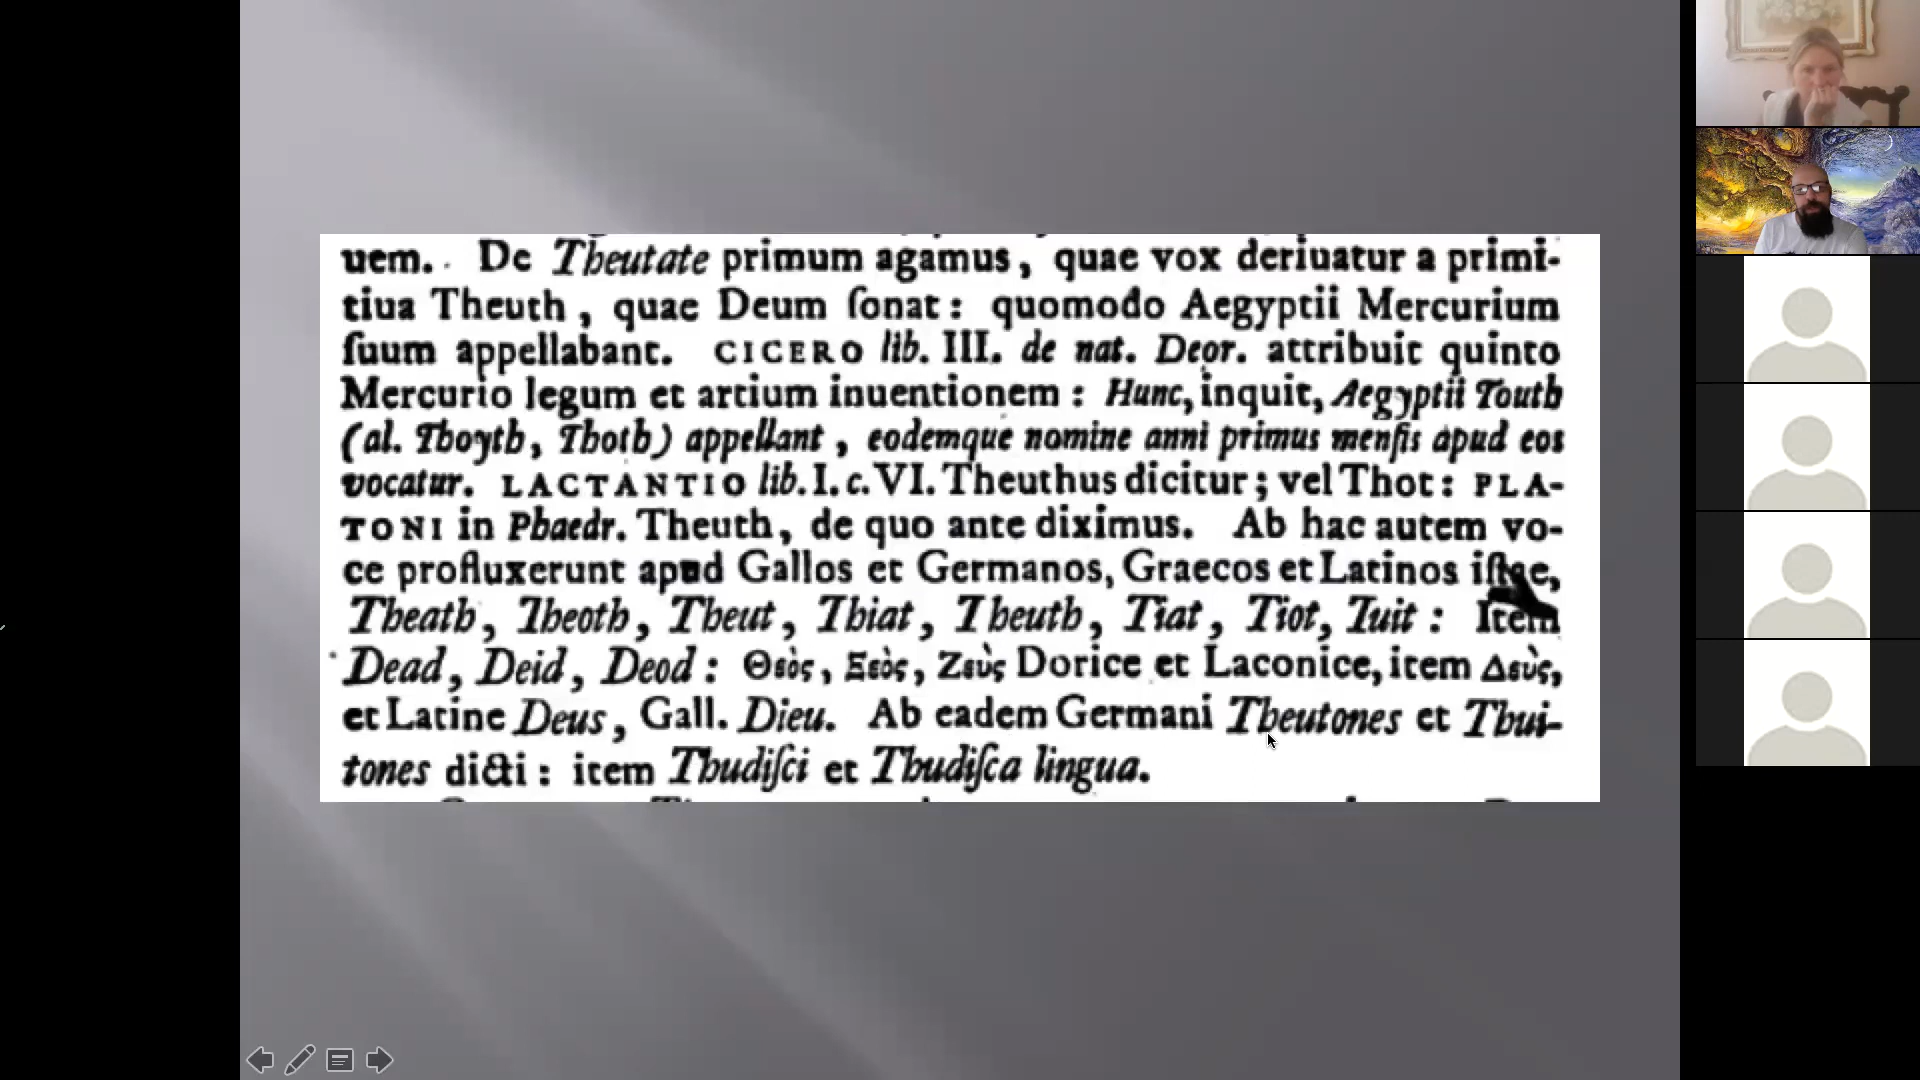 uem. De Theutate primum agamus, quae vox deriuatur a primi-
tiua Theuth, quae Deum ſonat: quomodo Aegyptii Mercurium
ſuum appellabant. CICERO lib. III. de nat. Deor. attribuit quinto
Mercurio legum et artium inuentionem: Hunc, inquit, Aegyptii Touth
(al. Thoyth, Thoth) appellant, eodemque nomine anni primus menſis apud eos
vocatur. LACTANTIO lib. I. c. VI. Theuthus dicitur; vel Thot: PLA-
TONI in Phaedr. Theuth, de quo ante diximus. Ab hac autem vo-
ce profluxerunt apud Gallos et Germanos, Graecos et Latinos iſtae,
Theath, Theoth, Theut, Thiat, Theuth, Tiat, Tiot, Tuit: Item
Dead, Deid, Deod: Θεὸς, Ξεὸς, Ζεὺς Dorice et Laconice, item Δεὺς,
et Latine Deus, Gall. Dieu. Ab eadem Germani Theutones et Thui-
tones dicti: item Thudiſci et Thudiſca lingua.